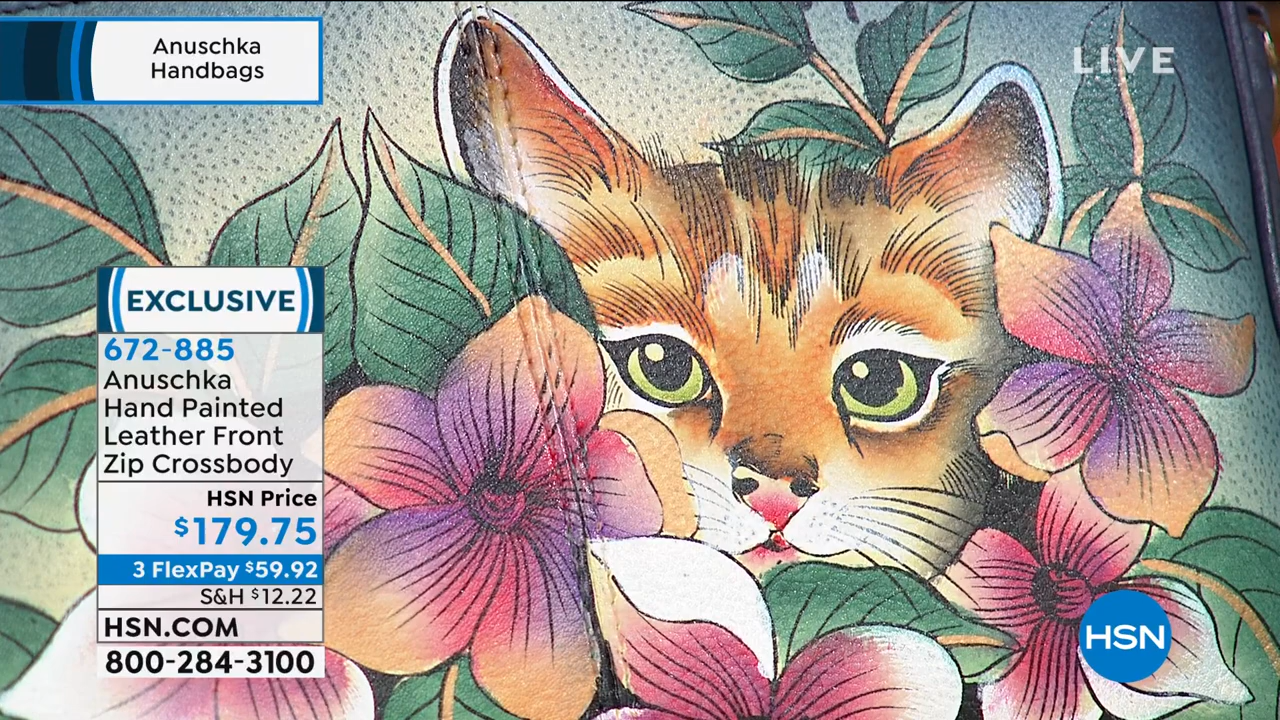 Anuschka
Handbags
LIVE
EXCLUSIVE
672-885
Anuschka
Hand Painted
Leather Front
Zip Crossbody
HSN Price
$179.75
3 FlexPay $59.92
S&H $12.22
HSN.COM
800-284-3100
HSN